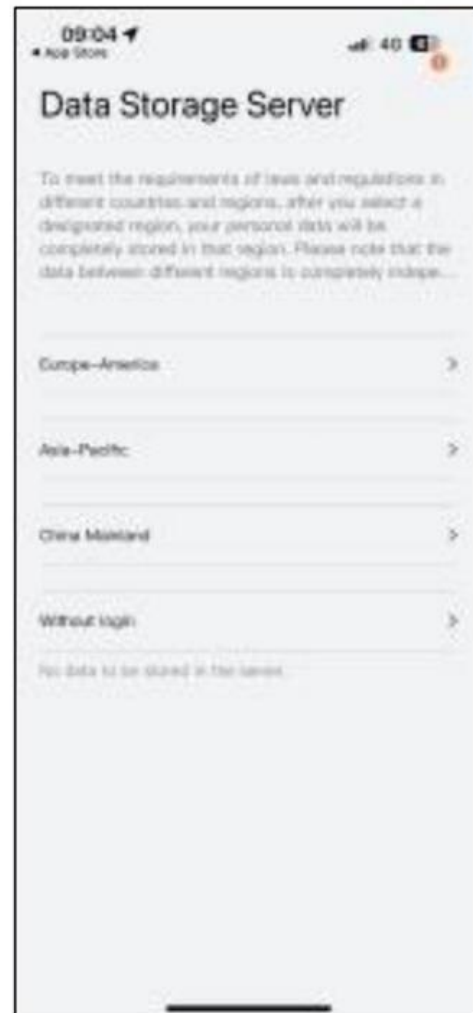 09:04
App Store
4G
Data Storage Server
To meet the requirements of laws and regulations in
different countries and regions, after you select a
designated region, your personal data will be
completely stored in that region. Please note that the
data between different regions is completely indepe...
Europe-America
Asia-Pacific
China Mainland
Without login
No data to be stored in the server.